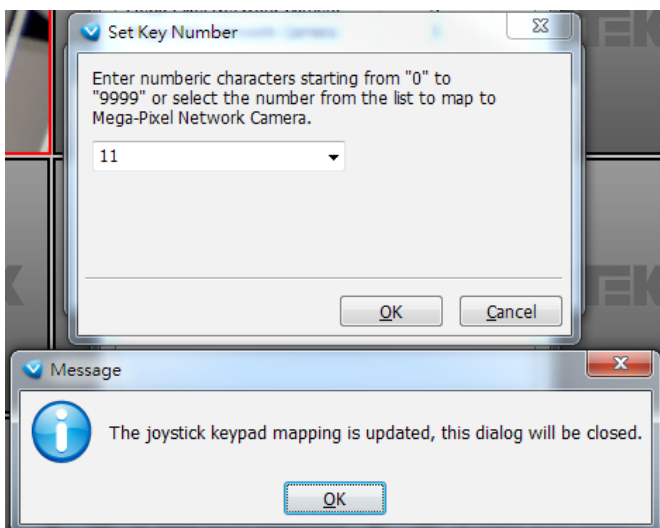 Set Key Number
Enter numberic characters starting from "0" to
"9999" or select the number from the list to map to
Mega-Pixel Network Camera.
11
OK
Cancel
Message
The joystick keypad mapping is updated, this dialog will be closed.
OK